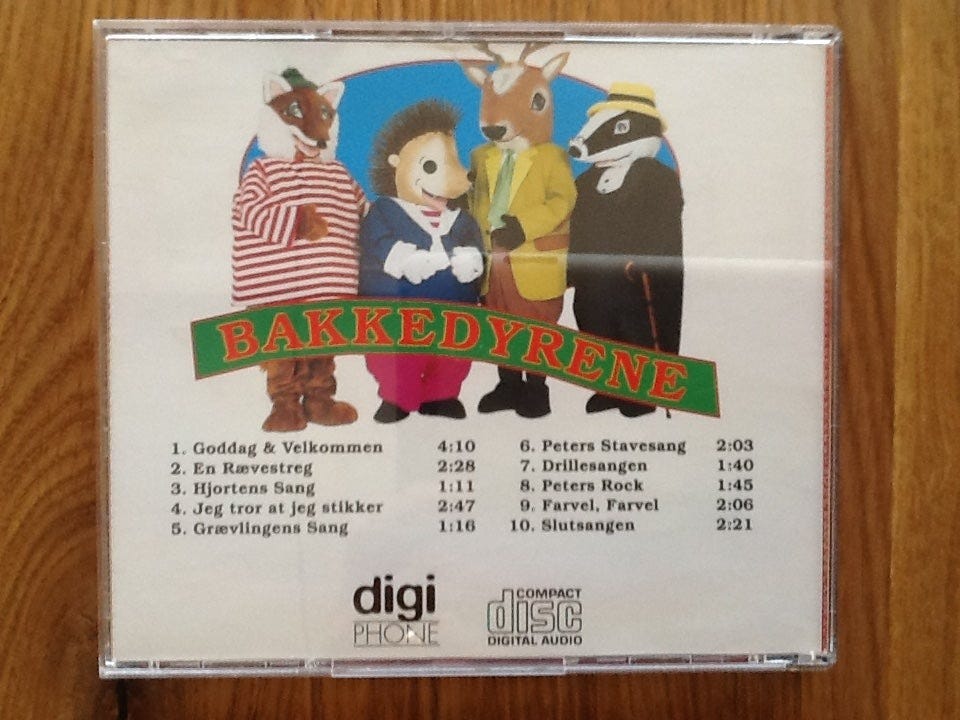 BAKKEDYRENE
1. Goddag & Velkommen 4:10
2. En Rævestreg 2:28
3. Hjortens Sang 1:11
4. Jeg tror at jeg stikker 2:47
5. Grævlingens Sang 1:16
6. Peters Stavesang 2:03
7. Drillesangen 1:40
8. Peters Rock 1:45
9. Farvel, Farvel 2:06
10. Slutsangen 2:21
digi
PHONE
COMPACT
disc
DIGITAL AUDIO